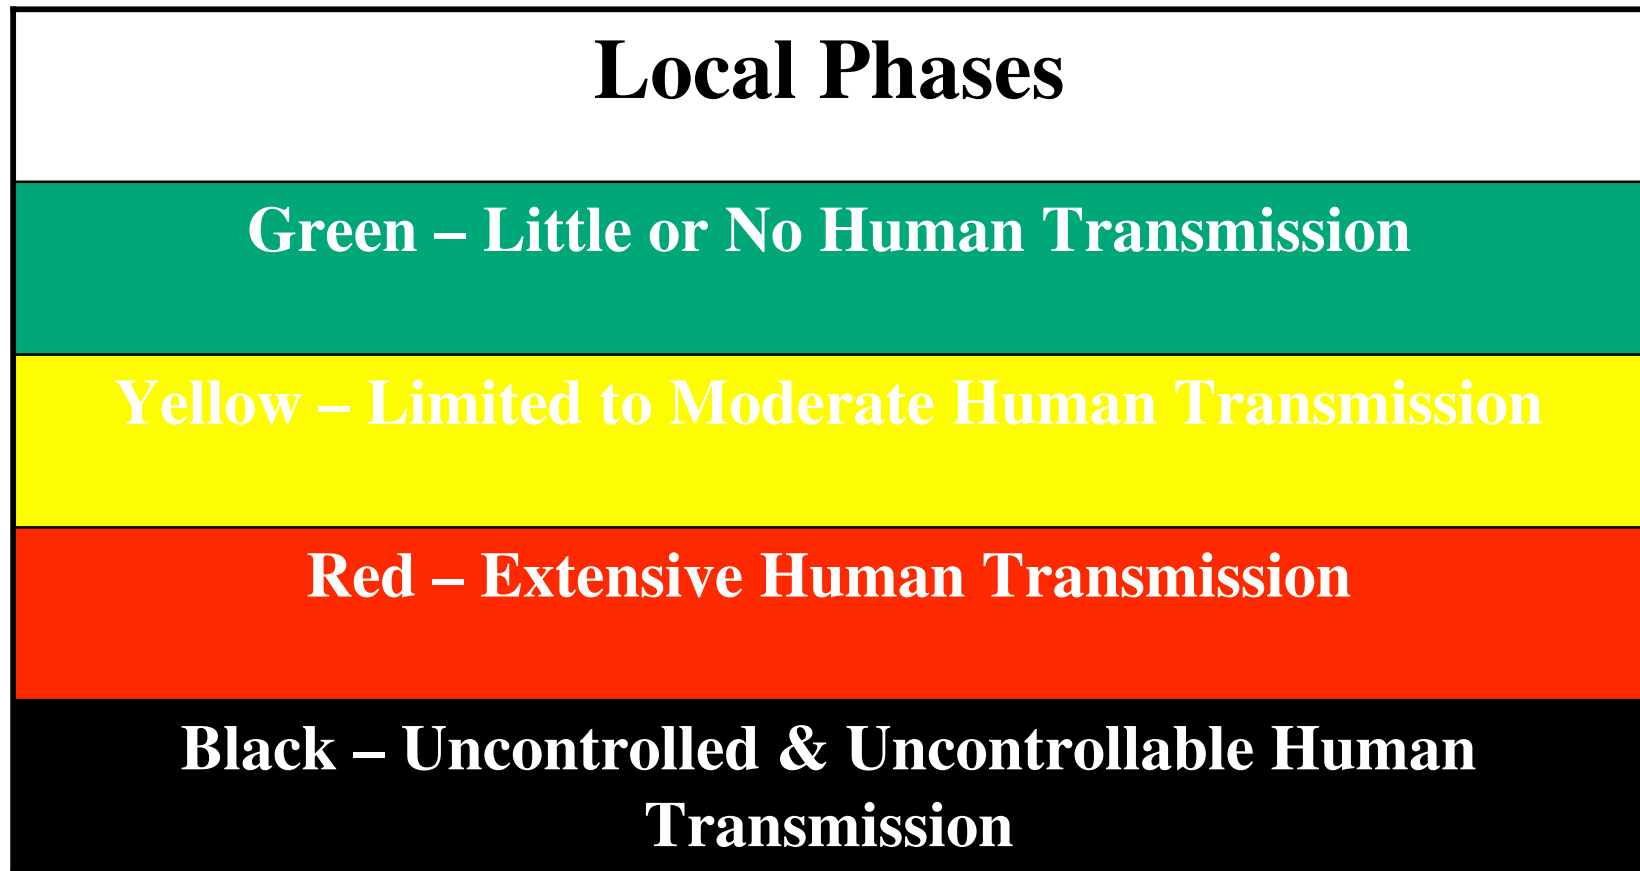 Local Phases
Green – Little or No Human Transmission
Yellow – Limited to Moderate Human Transmission
Red – Extensive Human Transmission
Black – Uncontrolled & Uncontrollable Human
Transmission